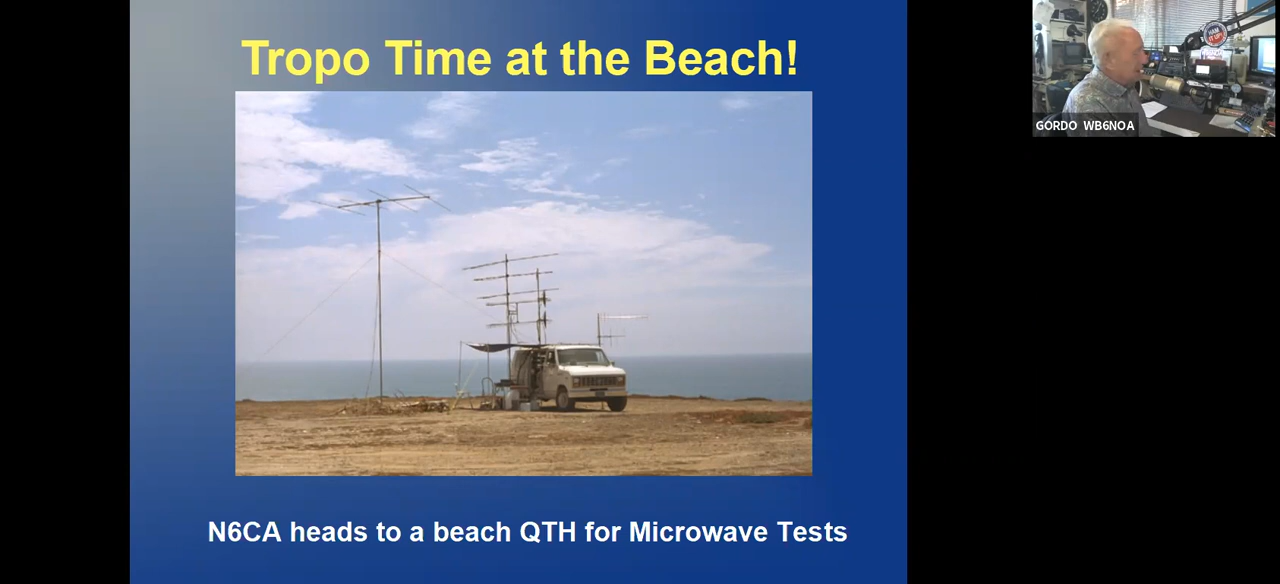 Tropo Time at the Beach!
GORDO WB6NOA
N6CA heads to a beach QTH for Microwave Tests